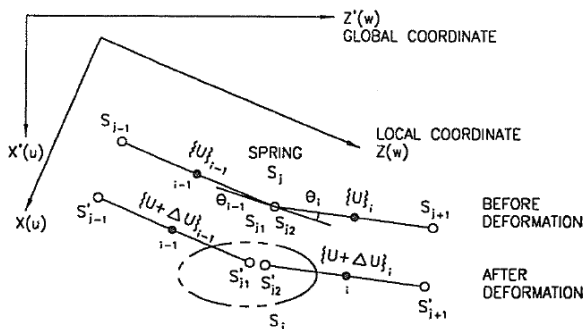 Z'(w)
GLOBAL COORDINATE
X'(u)
X(u)
LOCAL COORDINATE
Z(w)
S_{j-1}
{U}_{i-1}
i-1
SPRING
S_j
θ_{i-1}
θ_i
{U}_i
S_{j+1}
S_{j1} S_{j2}
BEFORE
DEFORMATION
S'_{j-1}
{U+ΔU}_{i-1}
i-1
{U+ΔU}_i
S'_{j1} S'_{j2}
i
S'_{j+1}
AFTER
DEFORMATION
S_j